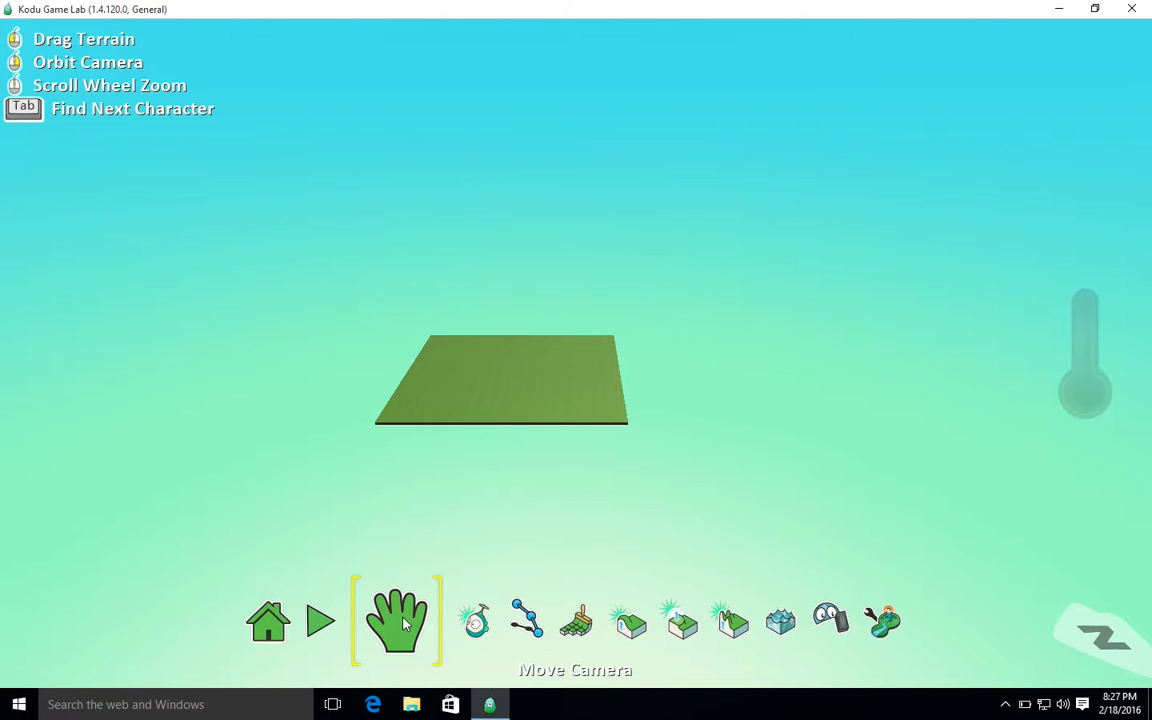 Kodu Game Lab (1.4.120.0, General)
Drag Terrain
Orbit Camera
Scroll Wheel Zoom
Tab Find Next Character
Move Camera
Search the web and Windows
8:27 PM
2/18/2016